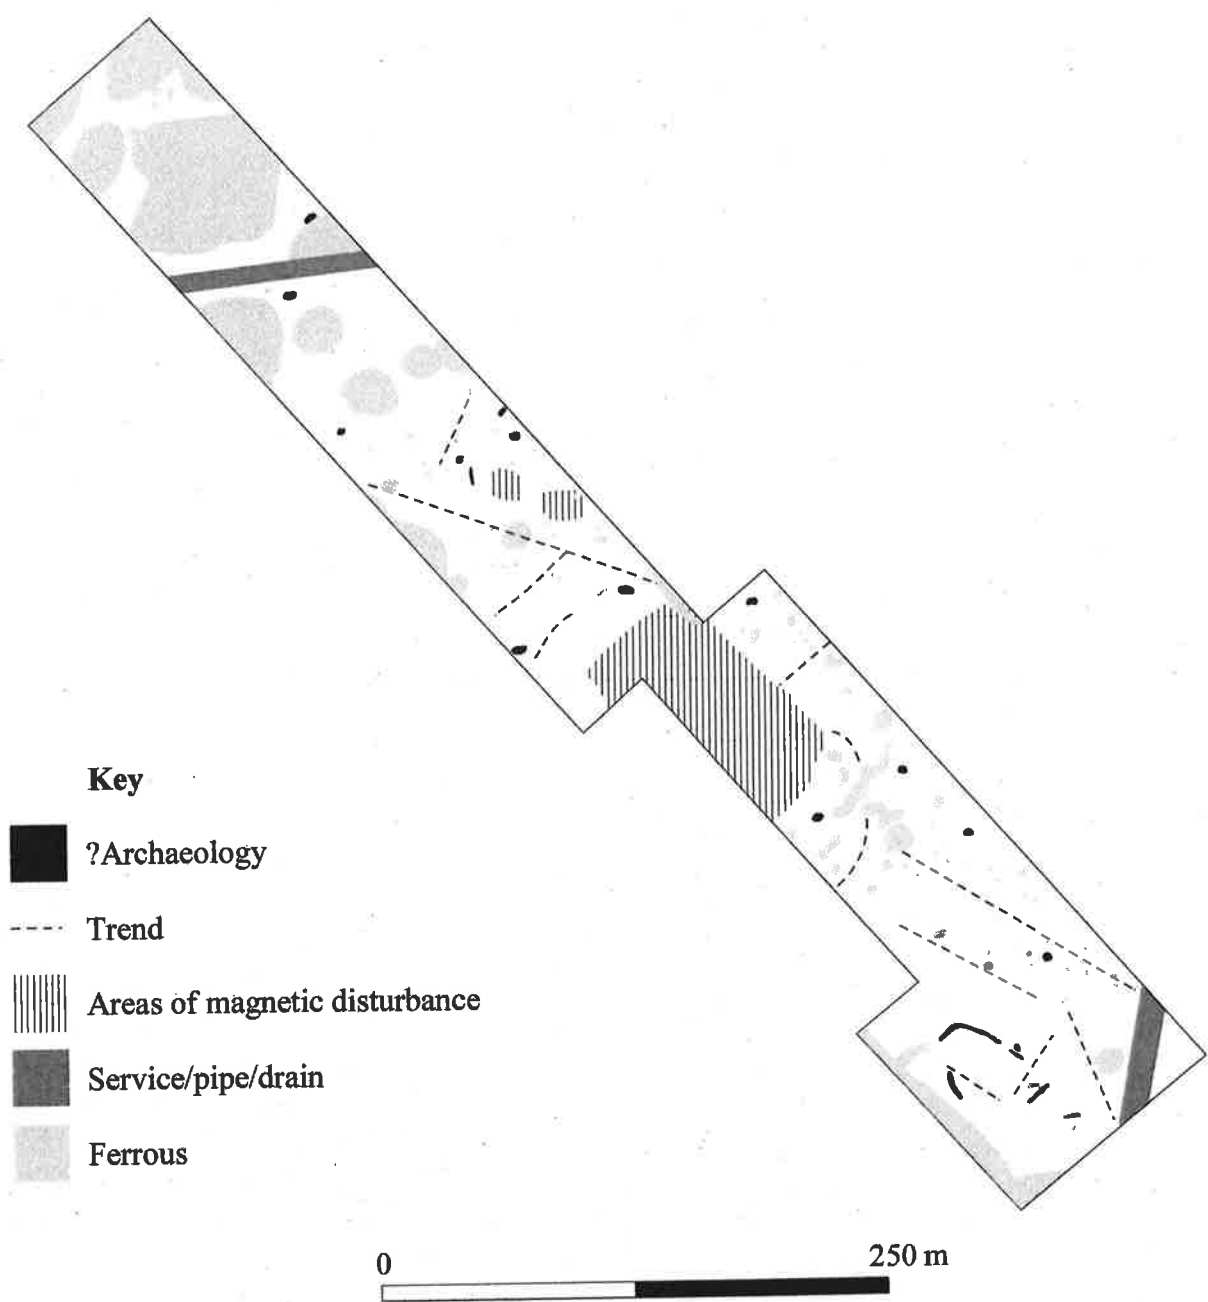 Key
?Archaeology
Trend
Areas of magnetic disturbance
Service/pipe/drain
Ferrous
0 250 m